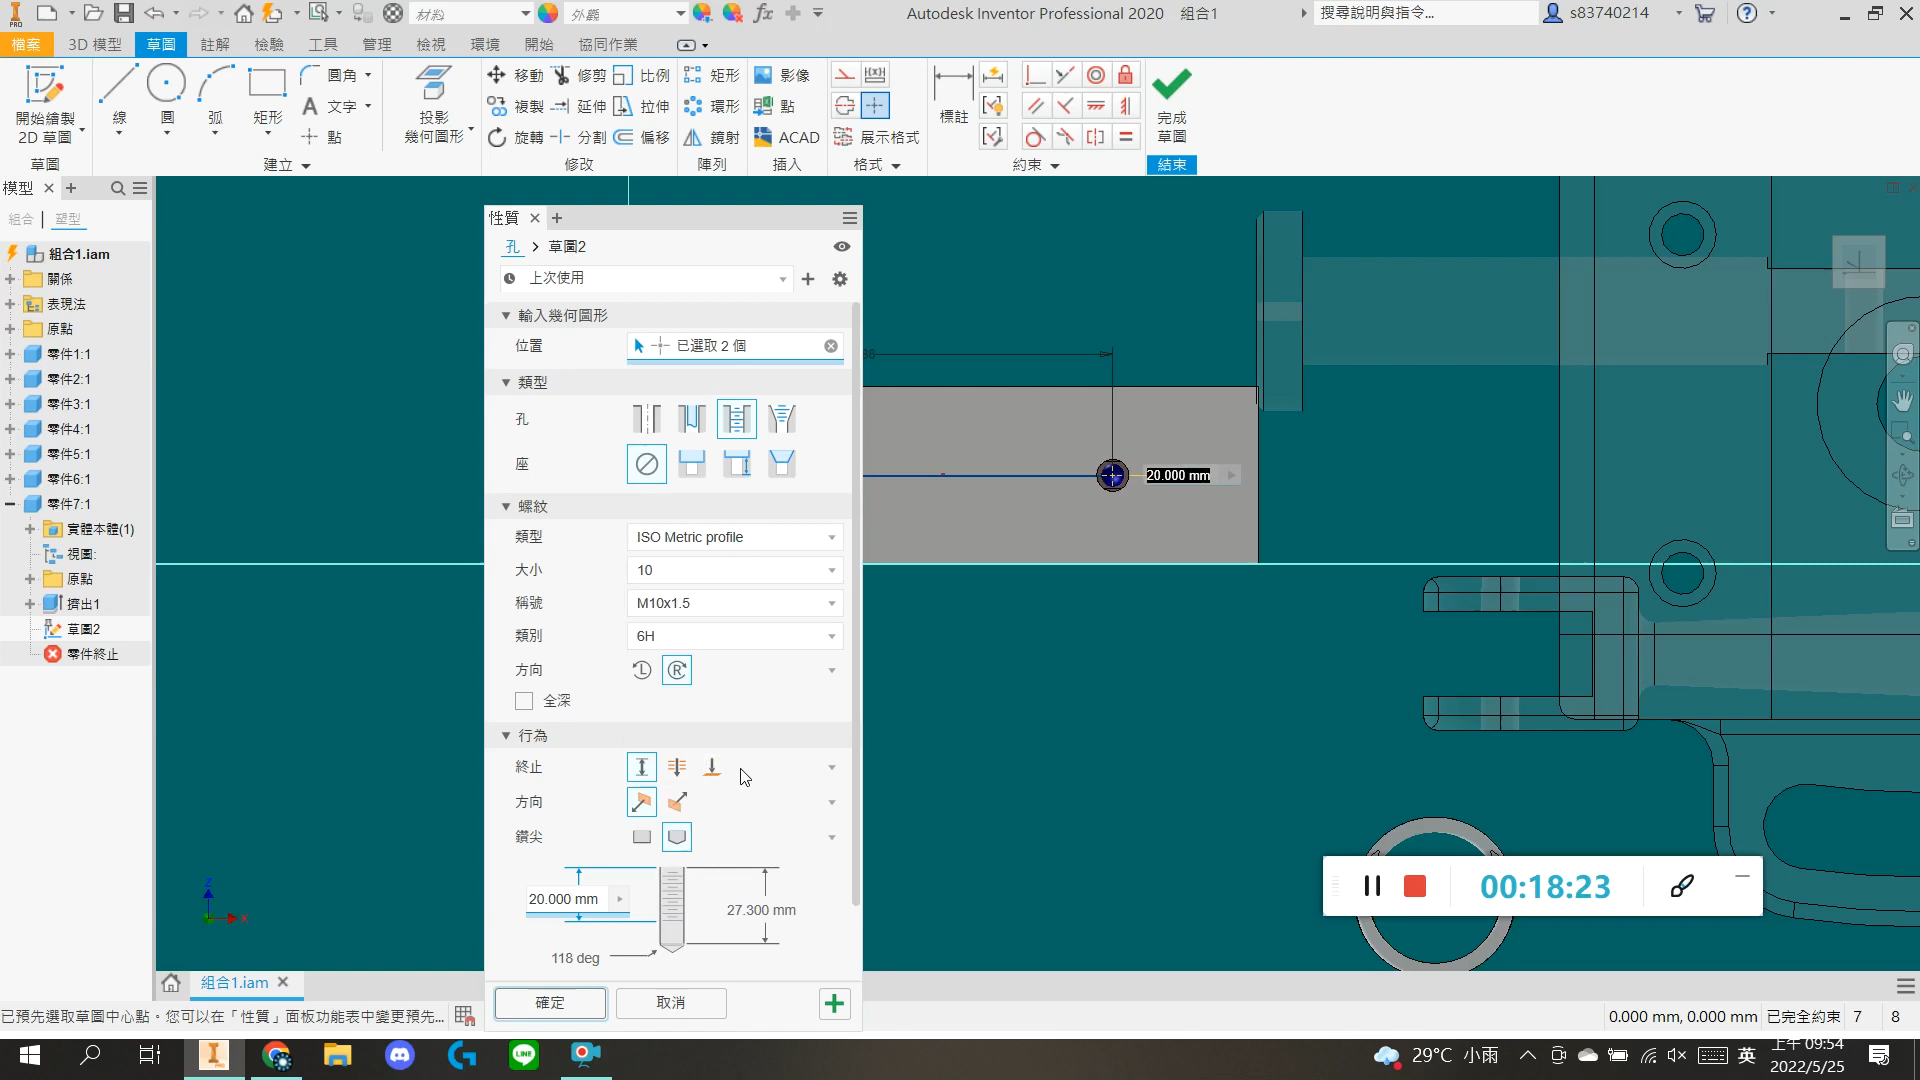 PRO
材料
外觀
fx
Autodesk Inventor Professional 2020 組合1
搜尋說明與指令...
s83740214
檔案 3D 模型 草圖 註解 檢驗 工具 管理 檢視 環境 開始 協同作業
開始繪製
2D 草圖
線 圓 弧 矩形
圓角
文字
點
投影
幾何圖形
移動 修剪 比例
複製 延伸 拉伸
旋轉 分割 偏移
矩形
環形
鏡射
影像
點
ACAD
展示格式
標註
完成
草圖
草圖 建立 修改 陣列 插入 格式 約束 結束
模型
組合 塑型
組合1.iam
關係
表現法
原點
零件1:1
零件2:1
零件3:1
零件4:1
零件5:1
零件6:1
零件7:1
實體本體(1)
視圖:
原點
擠出1
草圖2
零件終止
性質
孔 > 草圖2
上次使用
輸入幾何圖形
位置 已選取 2 個
類型
孔
座
螺紋
類型 ISO Metric profile
大小 10
稱號 M10x1.5
類別 6H
方向
全深
行為
終止
方向
鑽尖
20.000 mm
27.300 mm
118 deg
確定 取消
20.000 mm
Z
X
00:18:23
組合1.iam
已預先選取草圖中心點。您可以在「性質」面板功能表中變更預先...
0.000 mm, 0.000 mm 已完全約束 7 8
LINE
29°C 小雨
英
上午 09:54
2022/5/25